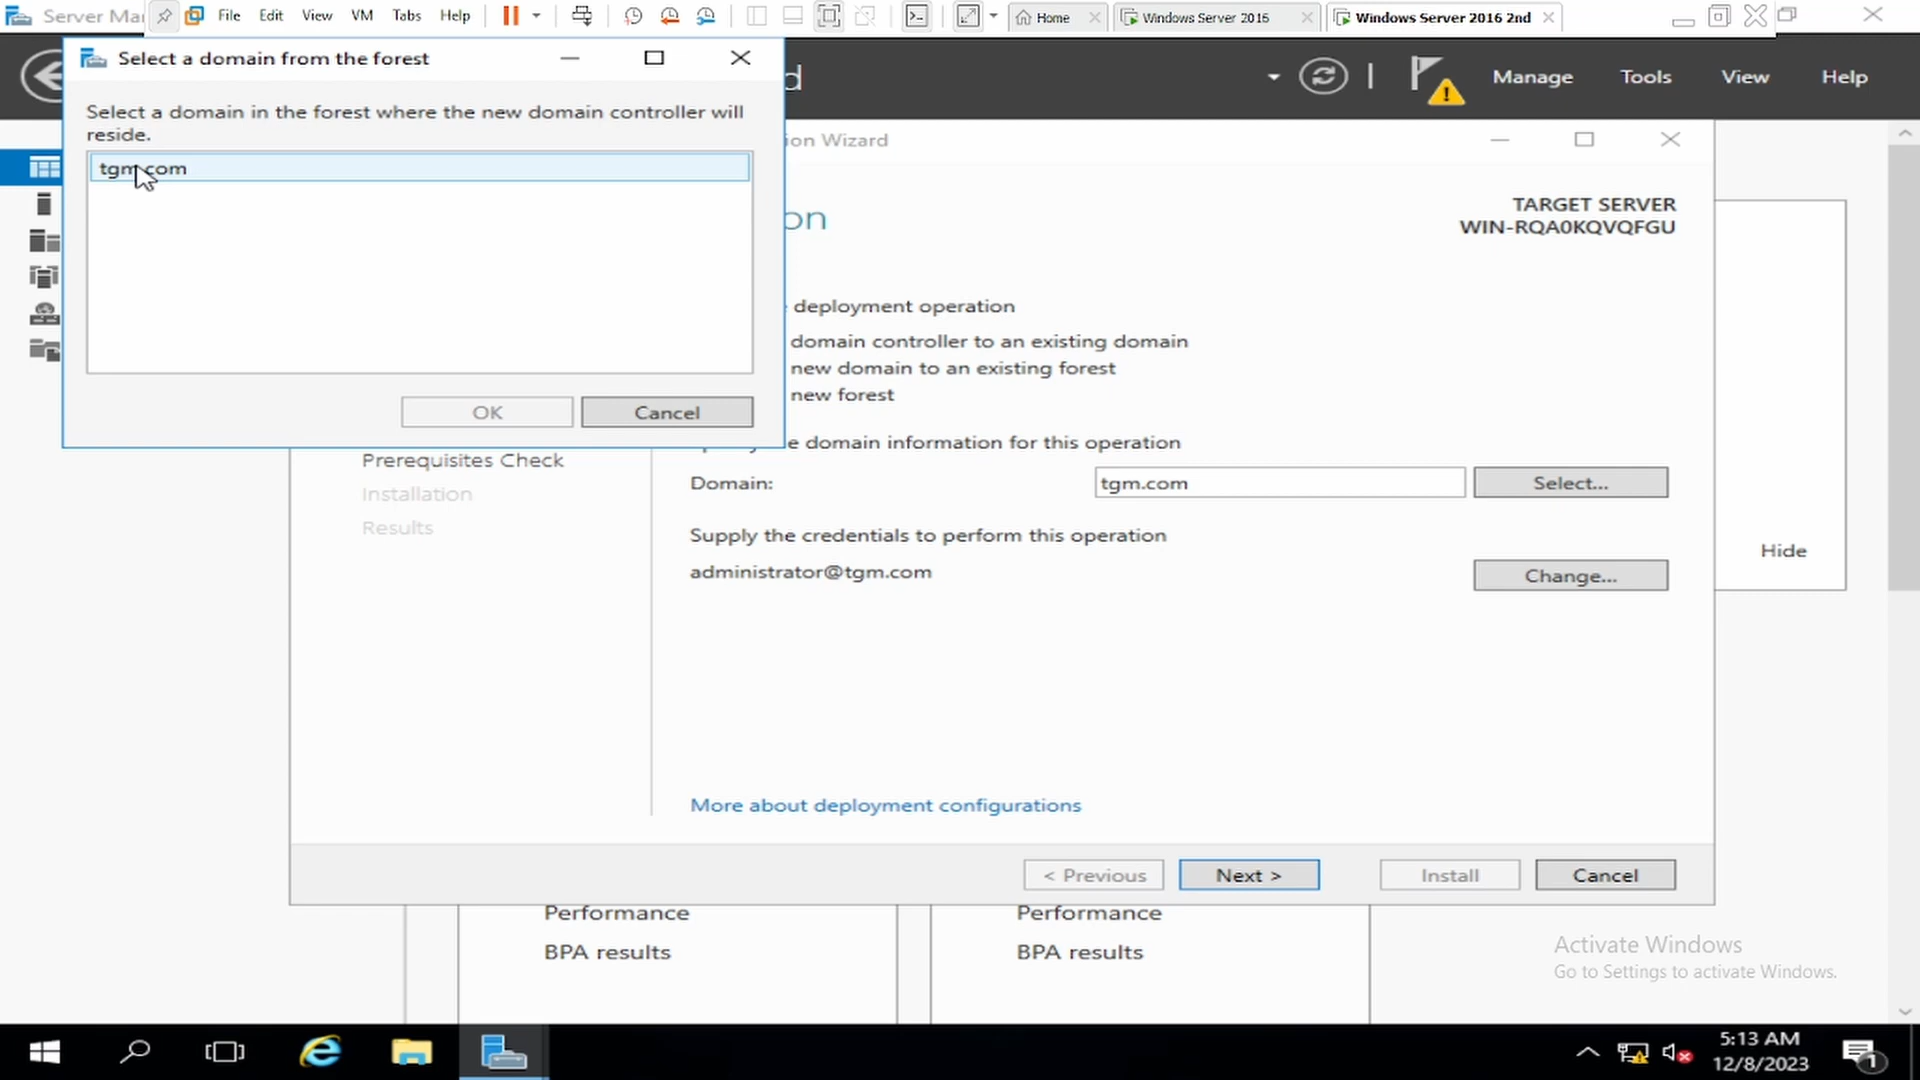 Server Mar
File Edit View VM Tabs Help
Home
Windows Server 2016
Windows Server 2016 2nd
Select a domain from the forest
Manage Tools View Help
Select a domain in the forest where the new domain controller will
reside.
tgm.com
OK Cancel
ion Wizard
on
TARGET SERVER
WIN-RQA0KQVQFGU
deployment operation
domain controller to an existing domain
new domain to an existing forest
new forest
e domain information for this operation
Prerequisites Check
Installation
Results
Domain:
tgm.com
Select...
Supply the credentials to perform this operation
administrator@tgm.com
Change...
Hide
More about deployment configurations
< Previous Next > Install Cancel
Performance
BPA results
Performance
BPA results
Activate Windows
Go to Settings to activate Windows.
5:13 AM
12/8/2023
1